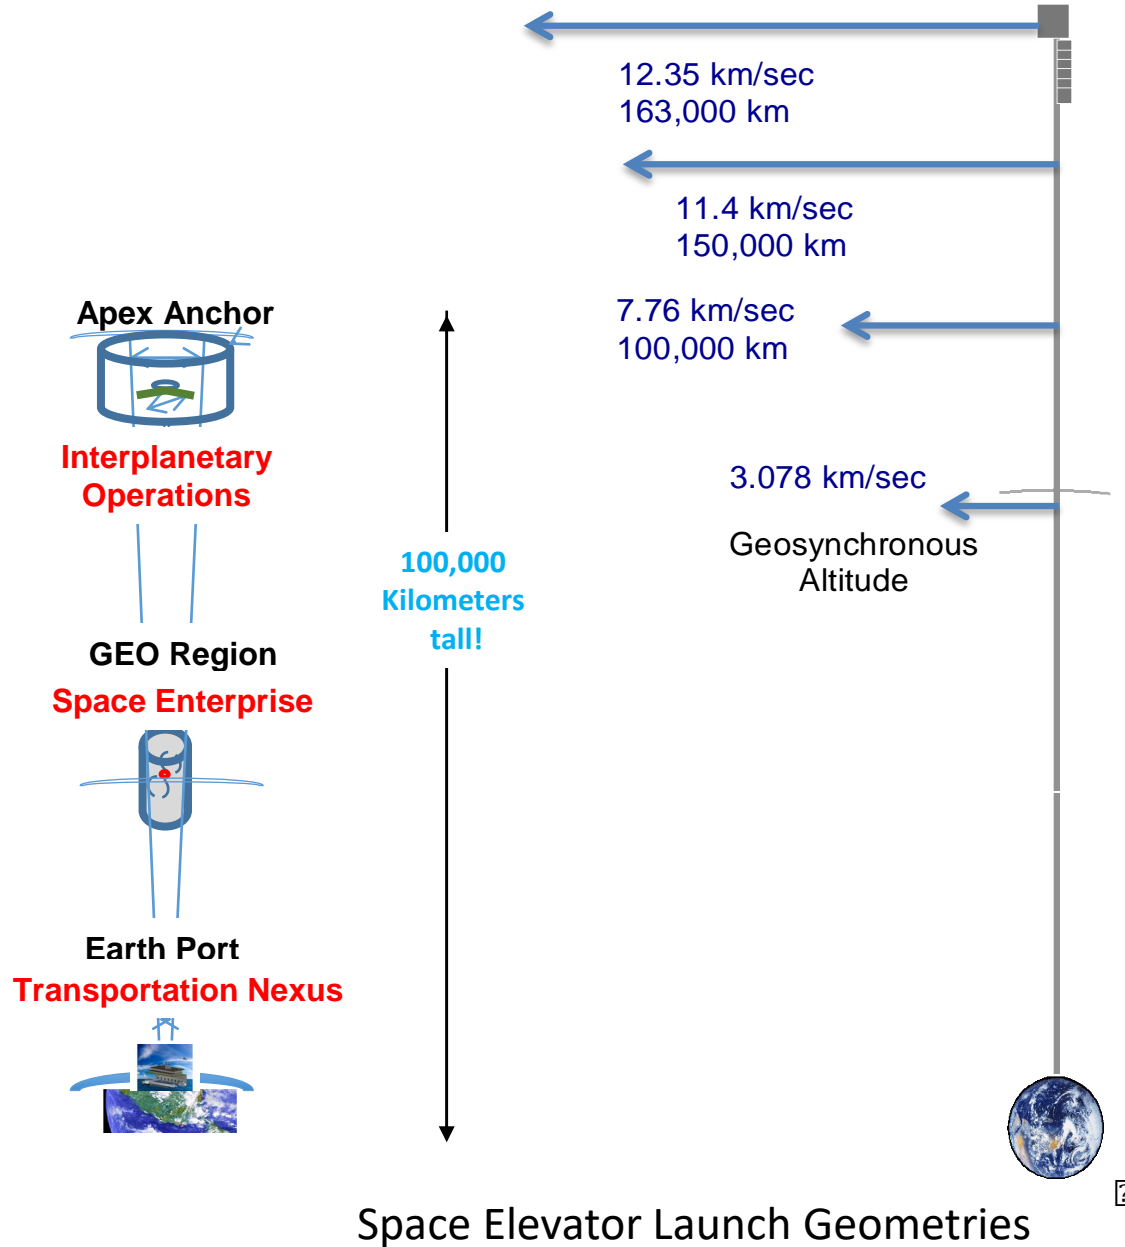 12.35 km/sec
163,000 km
11.4 km/sec
150,000 km
7.76 km/sec
100,000 km
3.078 km/sec
Geosynchronous
Altitude
Apex Anchor
Interplanetary
Operations
100,000
Kilometers
tall!
GEO Region
Space Enterprise
Earth Port
Transportation Nexus
Space Elevator Launch Geometries